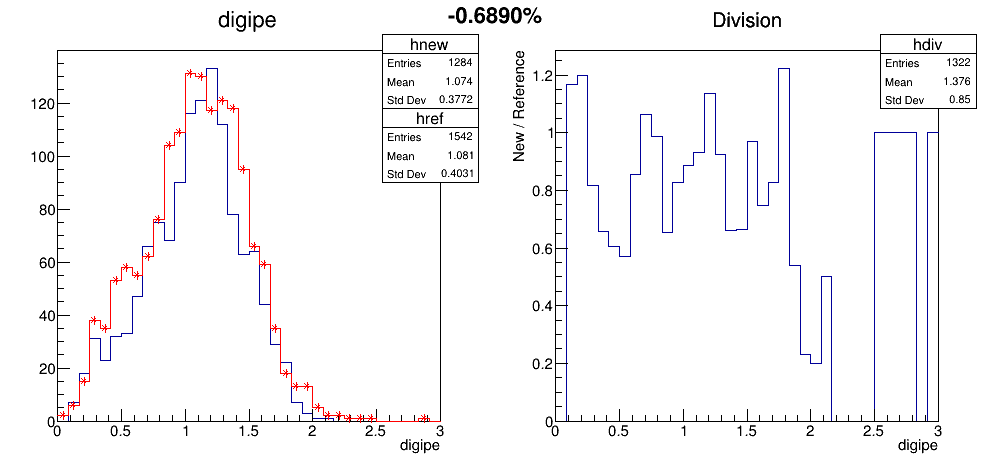 -0.6890%
digipe
hnew
Entries 1284
Mean 1.074
Std Dev 0.3772
href
Entries 1542
Mean 1.081
Std Dev 0.4031
120
100
80
60
40
20
0
0 0.5 1 1.5 2 2.5 3
digipe
Division
hdiv
Entries 1322
Mean 1.376
Std Dev 0.85
New / Reference
1.2
1
0.8
0.6
0.4
0.2
0
0 0.5 1 1.5 2 2.5 3
digipe